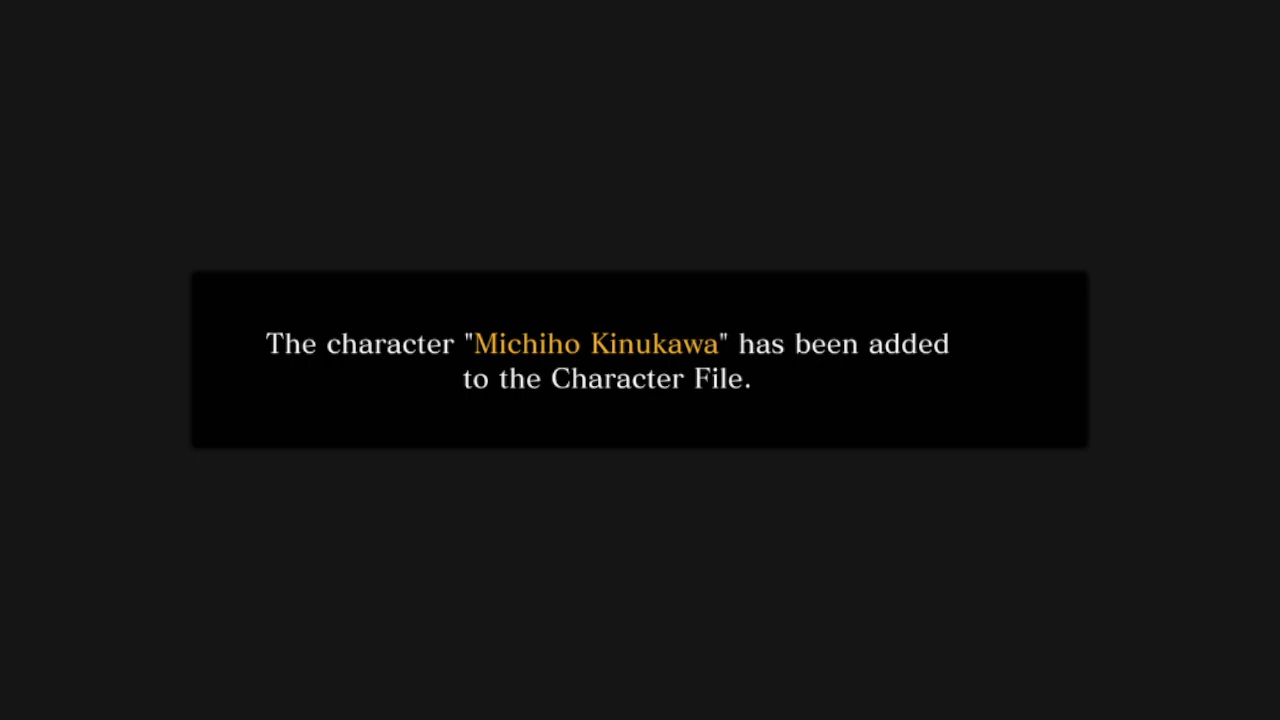 The character "Michiho Kinukawa" has been added
to the Character File.